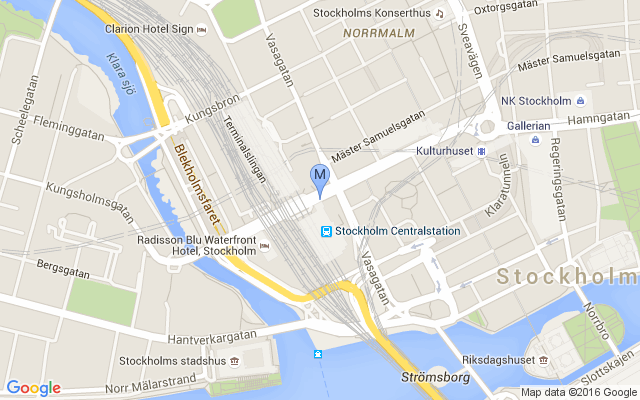 Stockholms Konserthus
Oxtorgsgatan
Clarion Hotel Sign
NORRMALM
Sveavägen
Vasagatan
Klara sjö
Mäster Samuelsgatan
Kungsbron
Scheelegatan
NK Stockholm
Hamngatan
Fleminggatan
Terminalslingan
Mäster Samuelsgatan
Gallerian
Kulturhuset
Blekholmsfaret
Regeringsgatan
M
Kungsholmsgatan
Klaratunneln
Stockholm Centralstation
Radisson Blu Waterfront
Hotel, Stockholm
Bergsgatan
Vasagatan
Stockholm
Norrbro
Hantverkargatan
Stockholms stadshus
Riksdagshuset
Slottskajen
Norr Mälarstrand
Strömsborg
Google
Map data ©2016 Google